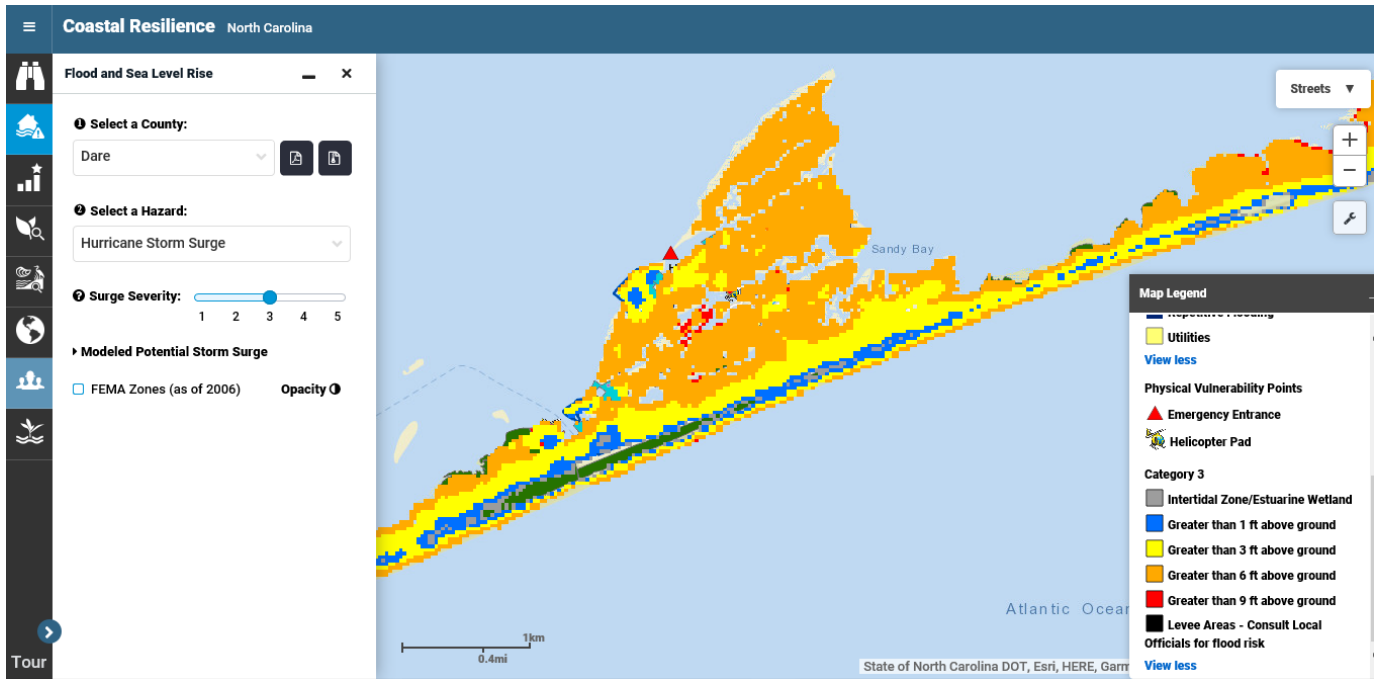 Coastal Resilience North Carolina
Flood and Sea Level Rise
❶ Select a County:
Dare
❷ Select a Hazard:
Hurricane Storm Surge
Surge Severity:
1 2 3 4 5
Modeled Potential Storm Surge
FEMA Zones (as of 2006) Opacity
Tour
Streets
Sandy Bay
Atlantic Ocean
1km
0.4mi
State of North Carolina DOT, Esri, HERE, Garm
Map Legend
Repetitive Flooding
Utilities
View less
Physical Vulnerability Points
Emergency Entrance
Helicopter Pad
Category 3
Intertidal Zone/Estuarine Wetland
Greater than 1 ft above ground
Greater than 3 ft above ground
Greater than 6 ft above ground
Greater than 9 ft above ground
Levee Areas - Consult Local
Officials for flood risk
View less